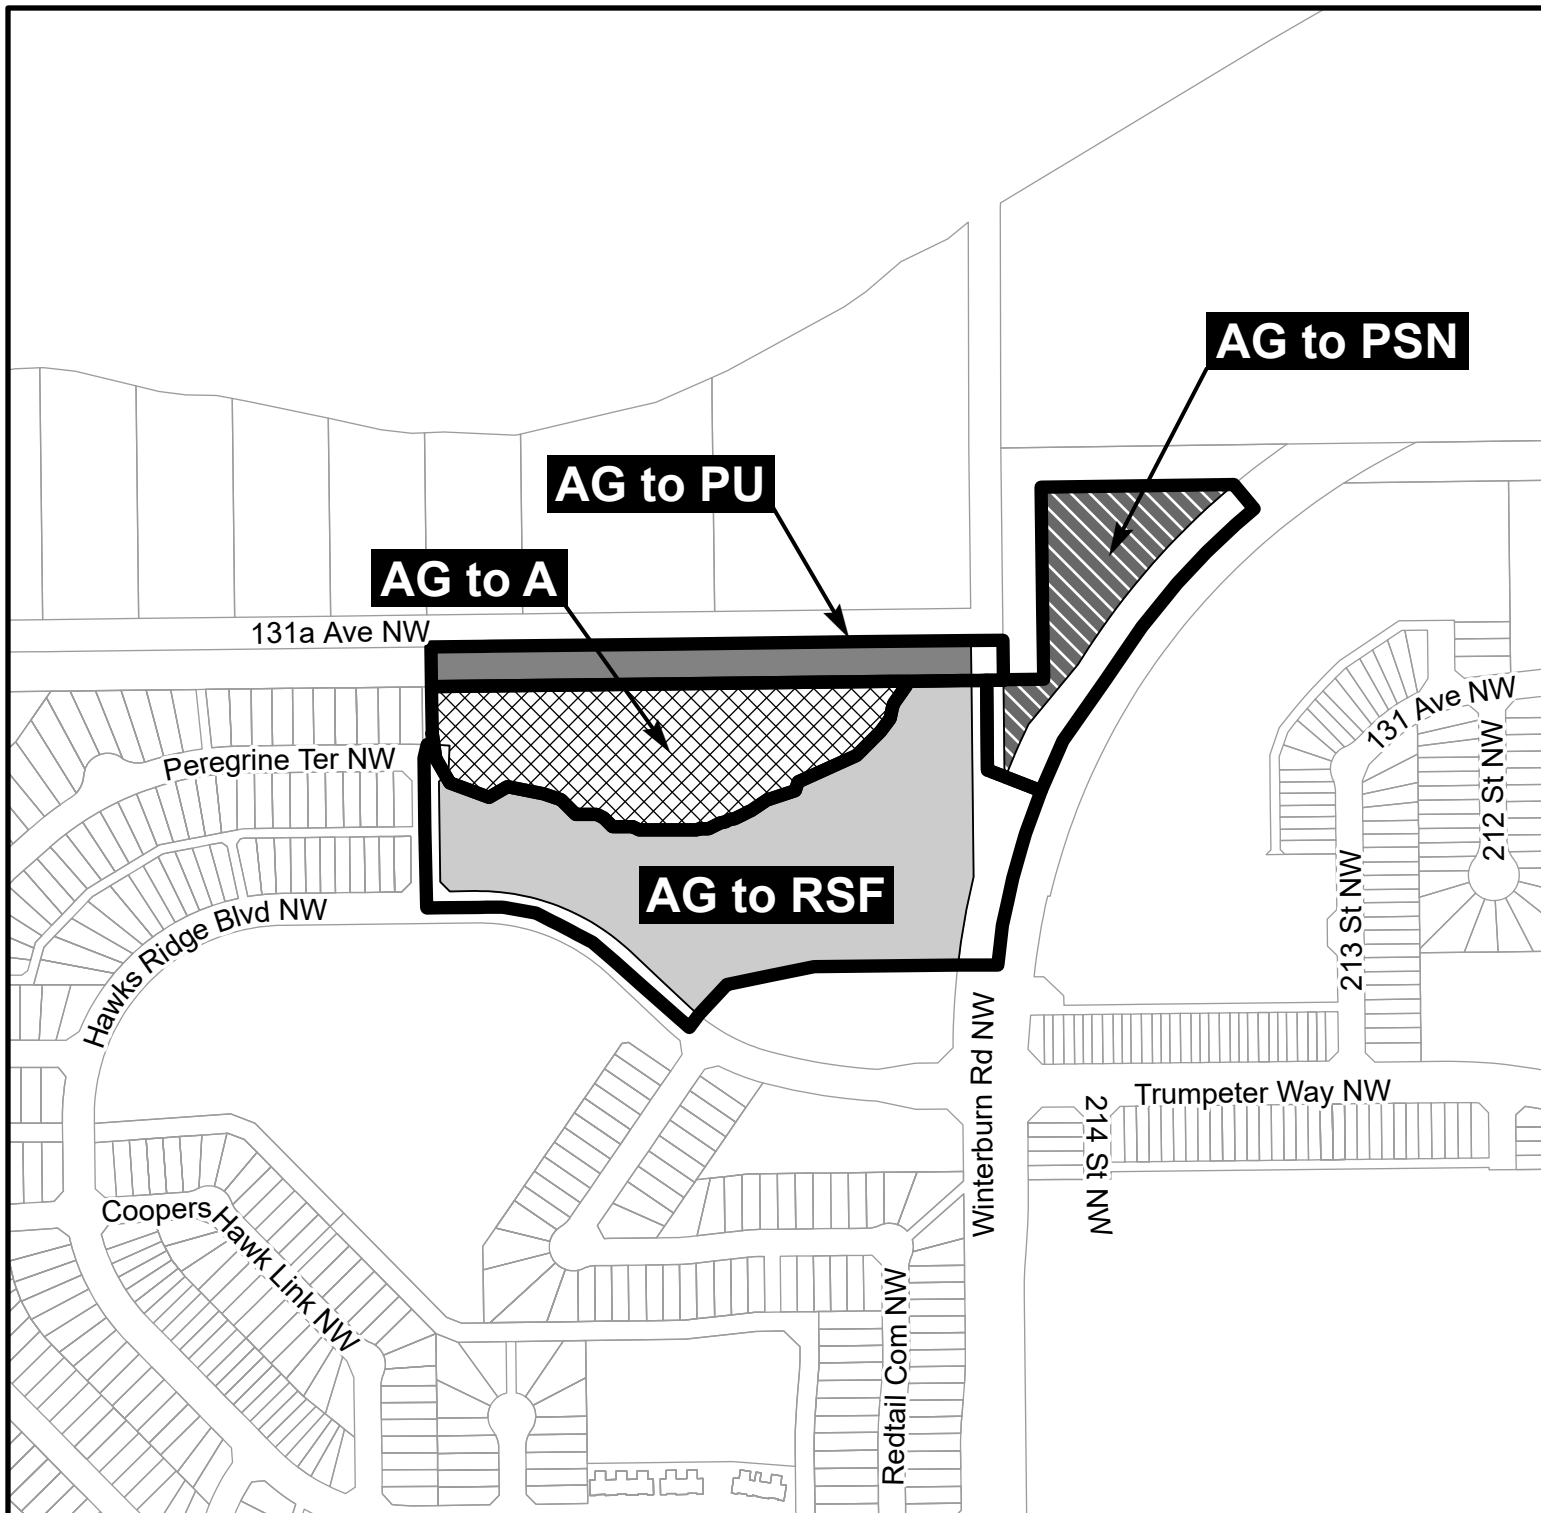 AG to PSN
AG to PU
AG to A
131a Ave NW
131 Ave NW
Peregrine Ter NW
212 St NW
AG to RSF
213 St NW
Hawks Ridge Blvd NW
Winterburn Rd NW
Trumpeter Way NW
214 St NW
Coopers Hawk Link NW
Redtail Com NW